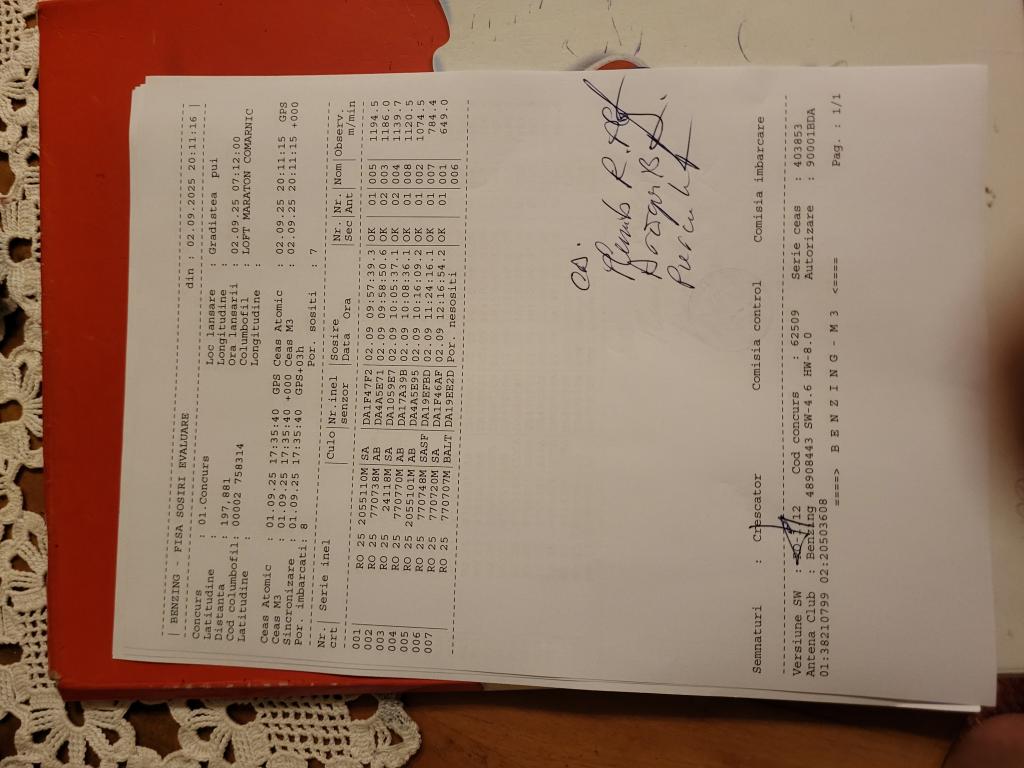 | BENZING - FISA SOSIRI EVALUARE din : 02.09.2025 20:11:16 |
Concurs : 01.Concurs Loc lansare : Gradistea pui
Latitudine : Longitudine :
Distanta : 197,881 Ora lansarii : 02.09.25 07:12:00
Cod columbofil: 00002 758314 Columbofil : LOFT MARATON COMARNIC
Latitudine : Longitudine :
Ceas Atomic : 01.09.25 17:35:40 GPS Ceas Atomic : 02.09.25 20:11:15 GPS
Ceas M3 : 01.09.25 17:35:40 +000 Ceas M3 : 02.09.25 20:11:15 +000
Sincronizare : 01.09.25 17:35:40 GPS+03h
Por. imbarcati: 8 Por. sositi : 7
Nr. | Serie inel | Culo | Nr.inel | Sosire | Nr. | Nr. | Nom | Observ.
crt | | | senzor | Data Ora | Sec | Ant | | m/min
001 | RO 25 2055110M | SA | DA1F47F2 | 02.09 09:57:39.3 | OK | 01 | 005 | 1194.5
002 | RO 25 770738M | AB | DA4A5E71 | 02.09 09:58:50.6 | OK | 02 | 003 | 1186.0
003 | RO 25 24118M | SA | DA1059E7 | 02.09 10:05:37.1 | OK | 02 | 004 | 1139.7
004 | RO 25 770770M | AB | DA17A39B | 02.09 10:08:36.1 | OK | 01 | 008 | 1120.5
005 | RO 25 2055101M | AB | DA4A5E95 | 02.09 10:16:09.2 | OK | 01 | 002 | 1074.5
006 | RO 25 770748M | SASF | DA19EFBD | 02.09 11:24:16.1 | OK | 01 | 007 | 784.4
007 | RO 25 770720M | SA | DA1F46AF | 02.09 12:16:54.2 | OK | 01 | 001 | 649.0
RO 25 770707M | BALT | DA19EE2D | Por. nesositi | 006
Semnaturi : Crescator Comisia control Comisia imbarcare
Versiune SW : 12 Cod concurs : 62509 Serie ceas : 403853
Antena Club : Benzing 48908443 SW-4.6 HW-8.0 Autorizare : 90001BDA
01:38210799 02:20503608
====> B E N Z I N G - M 3 <==== Pag. : 1/1